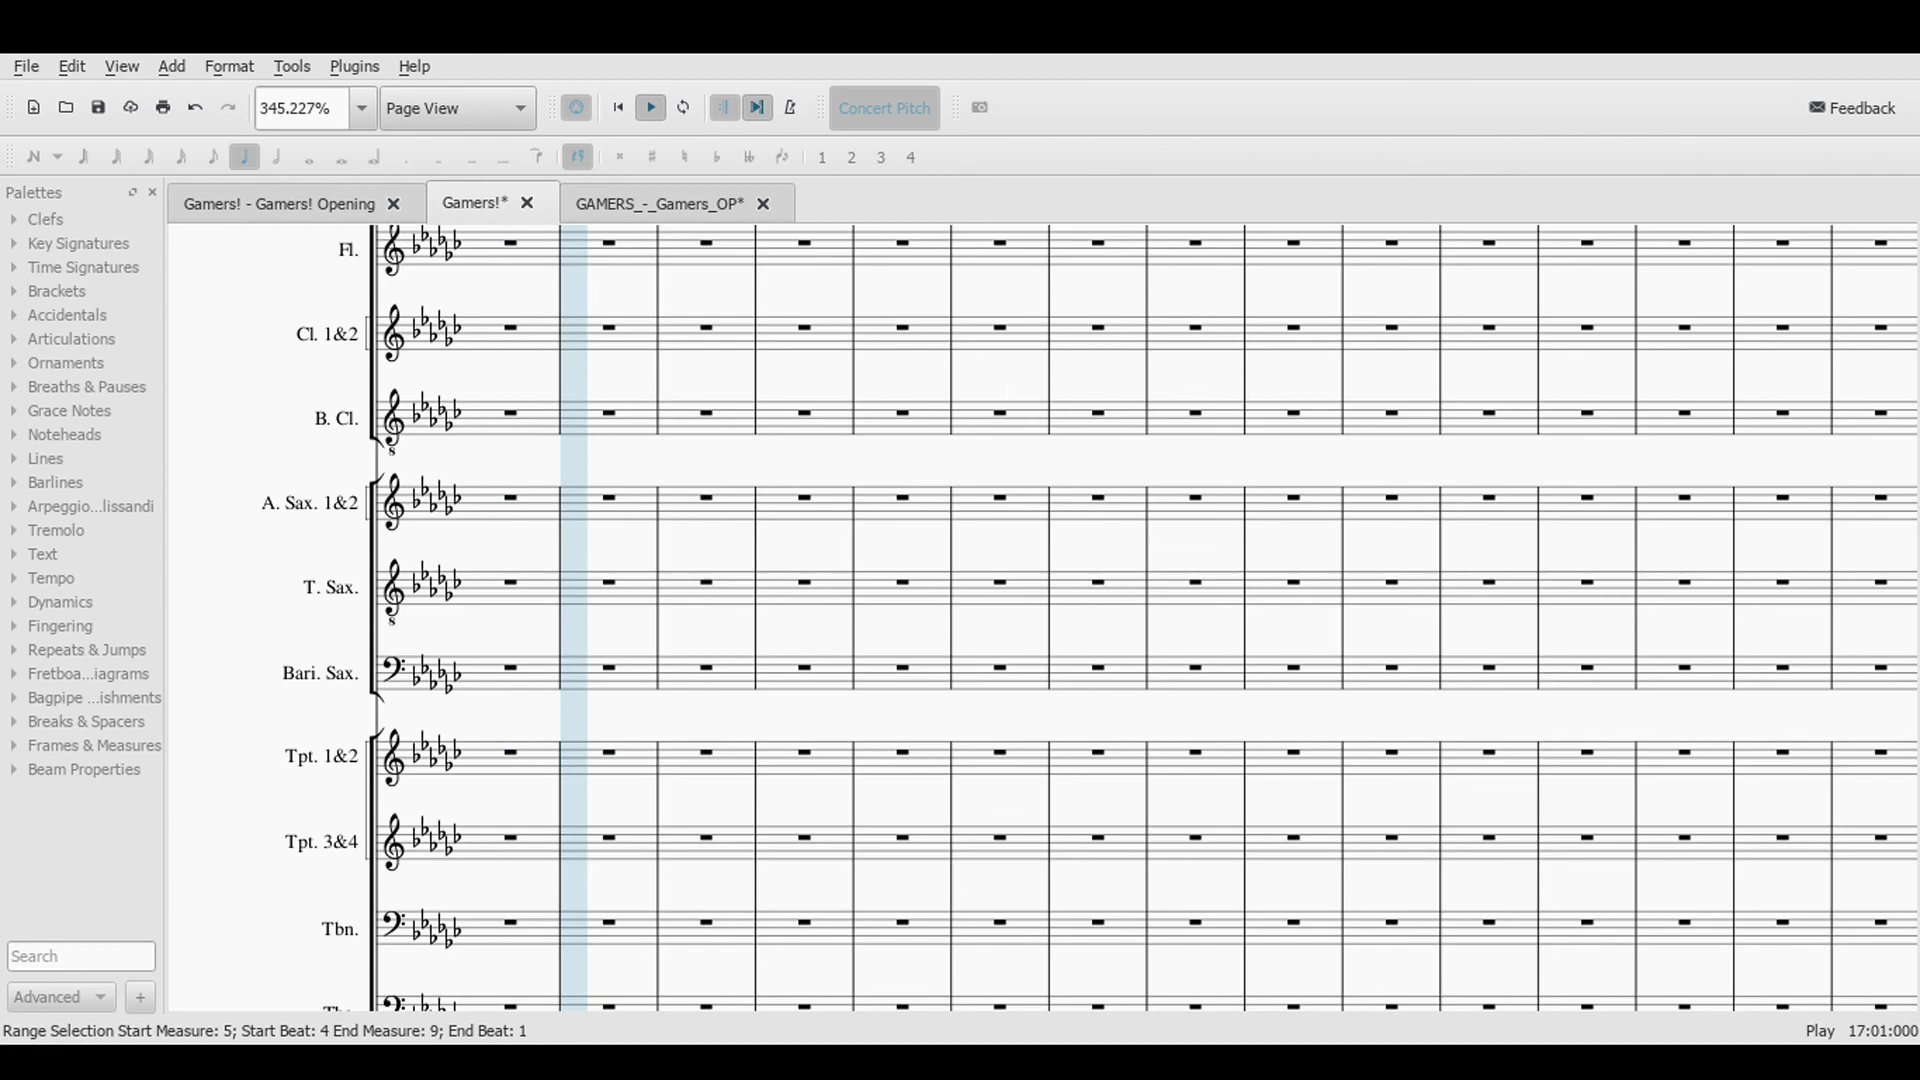 File Edit View Add Format Tools Plugins Help
345.227% Page View Concert Pitch Feedback
1 2 3 4
Palettes
Gamers! - Gamers! Opening Gamers!* GAMERS_-_Gamers_OP*
Clefs
Key Signatures
Time Signatures
Brackets
Accidentals
Articulations
Ornaments
Breaths & Pauses
Grace Notes
Noteheads
Lines
Barlines
Arpeggio...lissandi
Tremolo
Text
Tempo
Dynamics
Fingering
Repeats & Jumps
Fretboa...iagrams
Bagpipe ...ishments
Breaks & Spacers
Frames & Measures
Beam Properties
Search
Advanced +
Fl.
Cl. 1&2
B. Cl.
8
A. Sax. 1&2
T. Sax.
8
Bari. Sax.
Tpt. 1&2
Tpt. 3&4
Tbn.
Range Selection Start Measure: 5; Start Beat: 4 End Measure: 9; End Beat: 1
Play 17:01:000